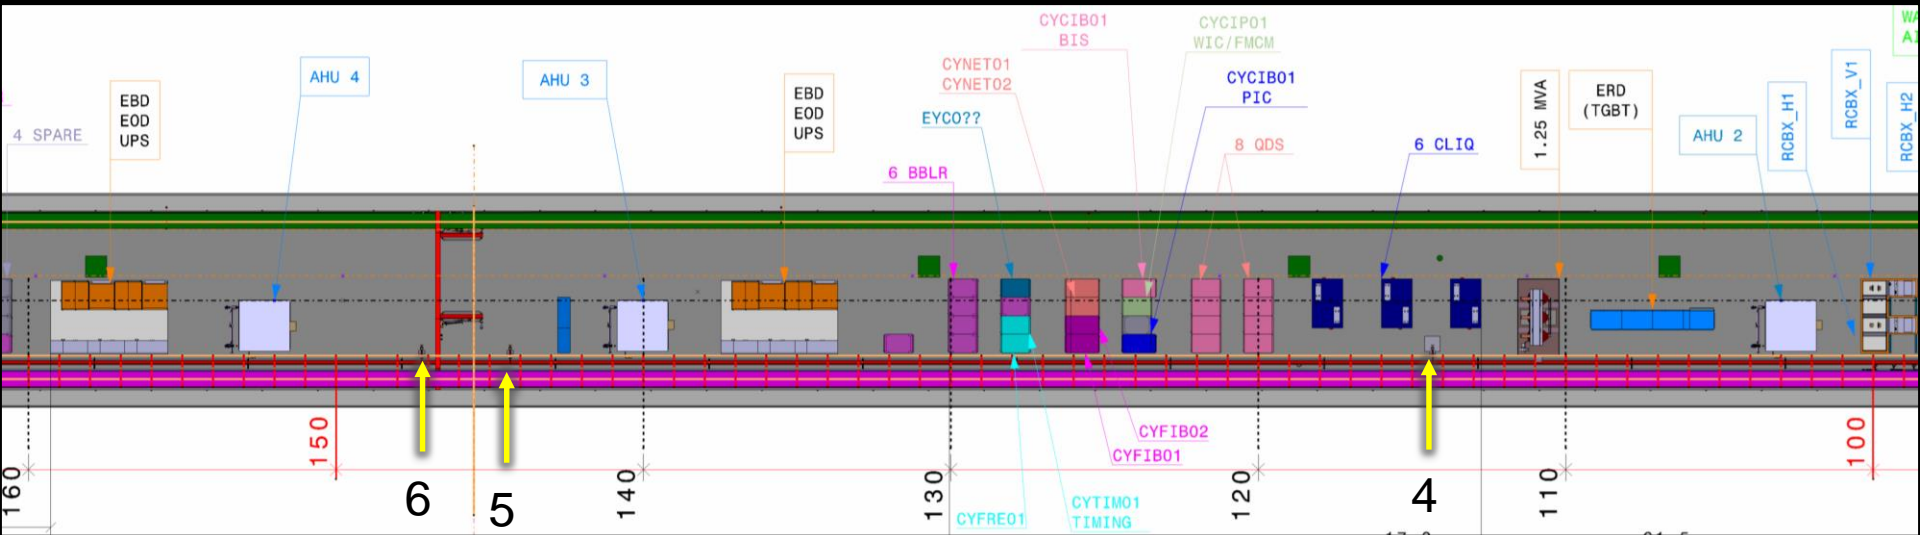 CYCIB01
BIS
CYCIP01
WIC/FMCM
WA
AI
AHU 4
AHU 3
CYNET01
CYNET02
CYCIB01
PIC
EBD
EOD
UPS
EBD
EOD
UPS
4 SPARE
EYCO??
6 BBLR
8 QDS
6 CLIQ
1.25 MVA
ERD
(TGBT)
AHU 2
RCBX_H1
RCBX_V1
RCBX_H2
CYFIB02
CYFIB01
CYFRE01
CYTIM01
TIMING
160
150
140
130
120
110
100
6
5
4